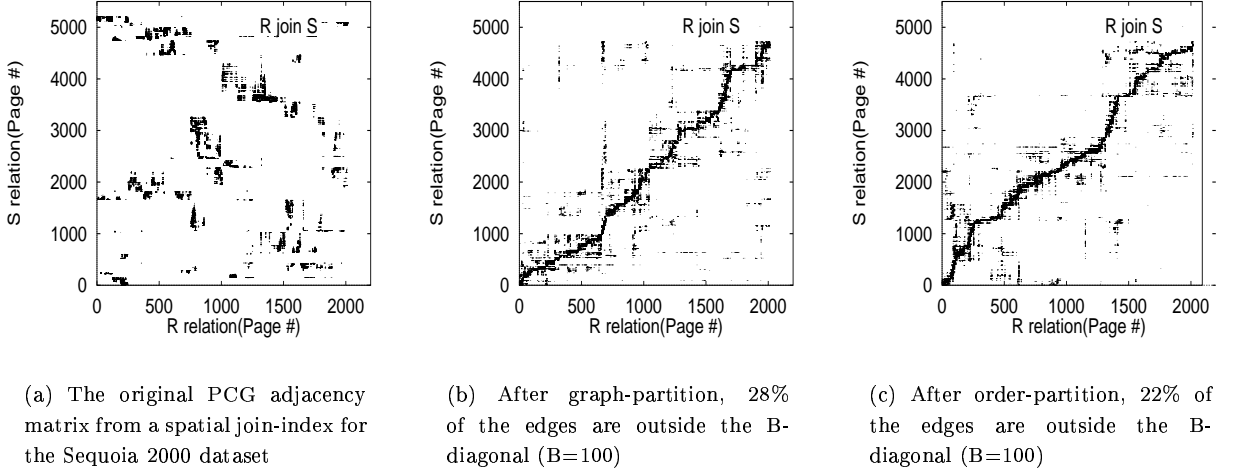 R join S
5000
4000
3000
2000
1000
0
S relation(Page #)
0 500 1000 1500 2000
R relation(Page #)
R join S
5000
4000
3000
2000
1000
0
S relation(Page #)
0 500 1000 1500 2000
R relation(Page #)
R join S
5000
4000
3000
2000
1000
0
S relation(Page #)
0 500 1000 1500 2000
R relation(Page #)
(a) The original PCG adjacency
matrix from a spatial join-index for
the Sequoia 2000 dataset
(b) After graph-partition, 28%
of the edges are outside the B-
diagonal (B=100)
(c) After order-partition, 22% of
the edges are outside the B-
diagonal (B=100)